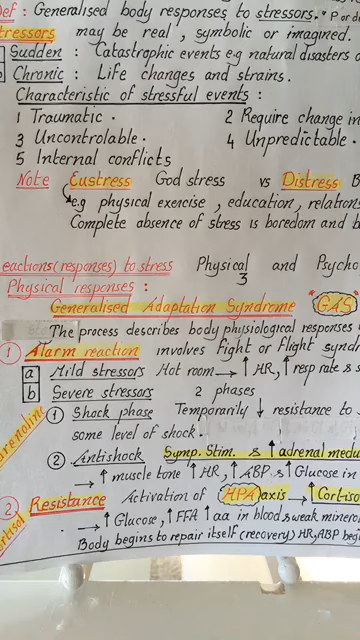 Def : Generalised body responses to stressors.
stressors may be real , symbolic or imagined.
Sudden : Catastrophic events e.g natural disasters
Chronic : Life changes and strains.
Characteristic of stressful events :
1 Traumatic . 2 Require change in
3 Uncontrolable . 4 Unpredictable .
5 Internal conflicts
Note Eustress God stress vs Distress B
e.g physical exercise , education, relations
Complete absence of stress is boredom and
eactions(responses) to stress Physical and Psycho
3
Physical responses :
Generalised Adaptation Syndrome "GAS"
The process describes body physiological responses
1 Alarm reaction involves fight or flight synd
a Mild stressors Hot room → ↑ HR, ↑ resp rate & s
b Severe stressors 2 phases
① Shock phase Temporarily ↓ resistance to
some level of shock.
② Antishock Symp. Stim. & ↑ adrenal medu
→ ↑ muscle tone ↑ HR, ↑ ABP & ↑ Glucose in
adrenoline
2 Resistance Activation of HPA axis → ↑ Cortiso
→ ↑ Glucose, ↑ FFA ↑ aa in blood & weak miner
Body begins to repair itself (recovery) HR, ABP beg
cortisol